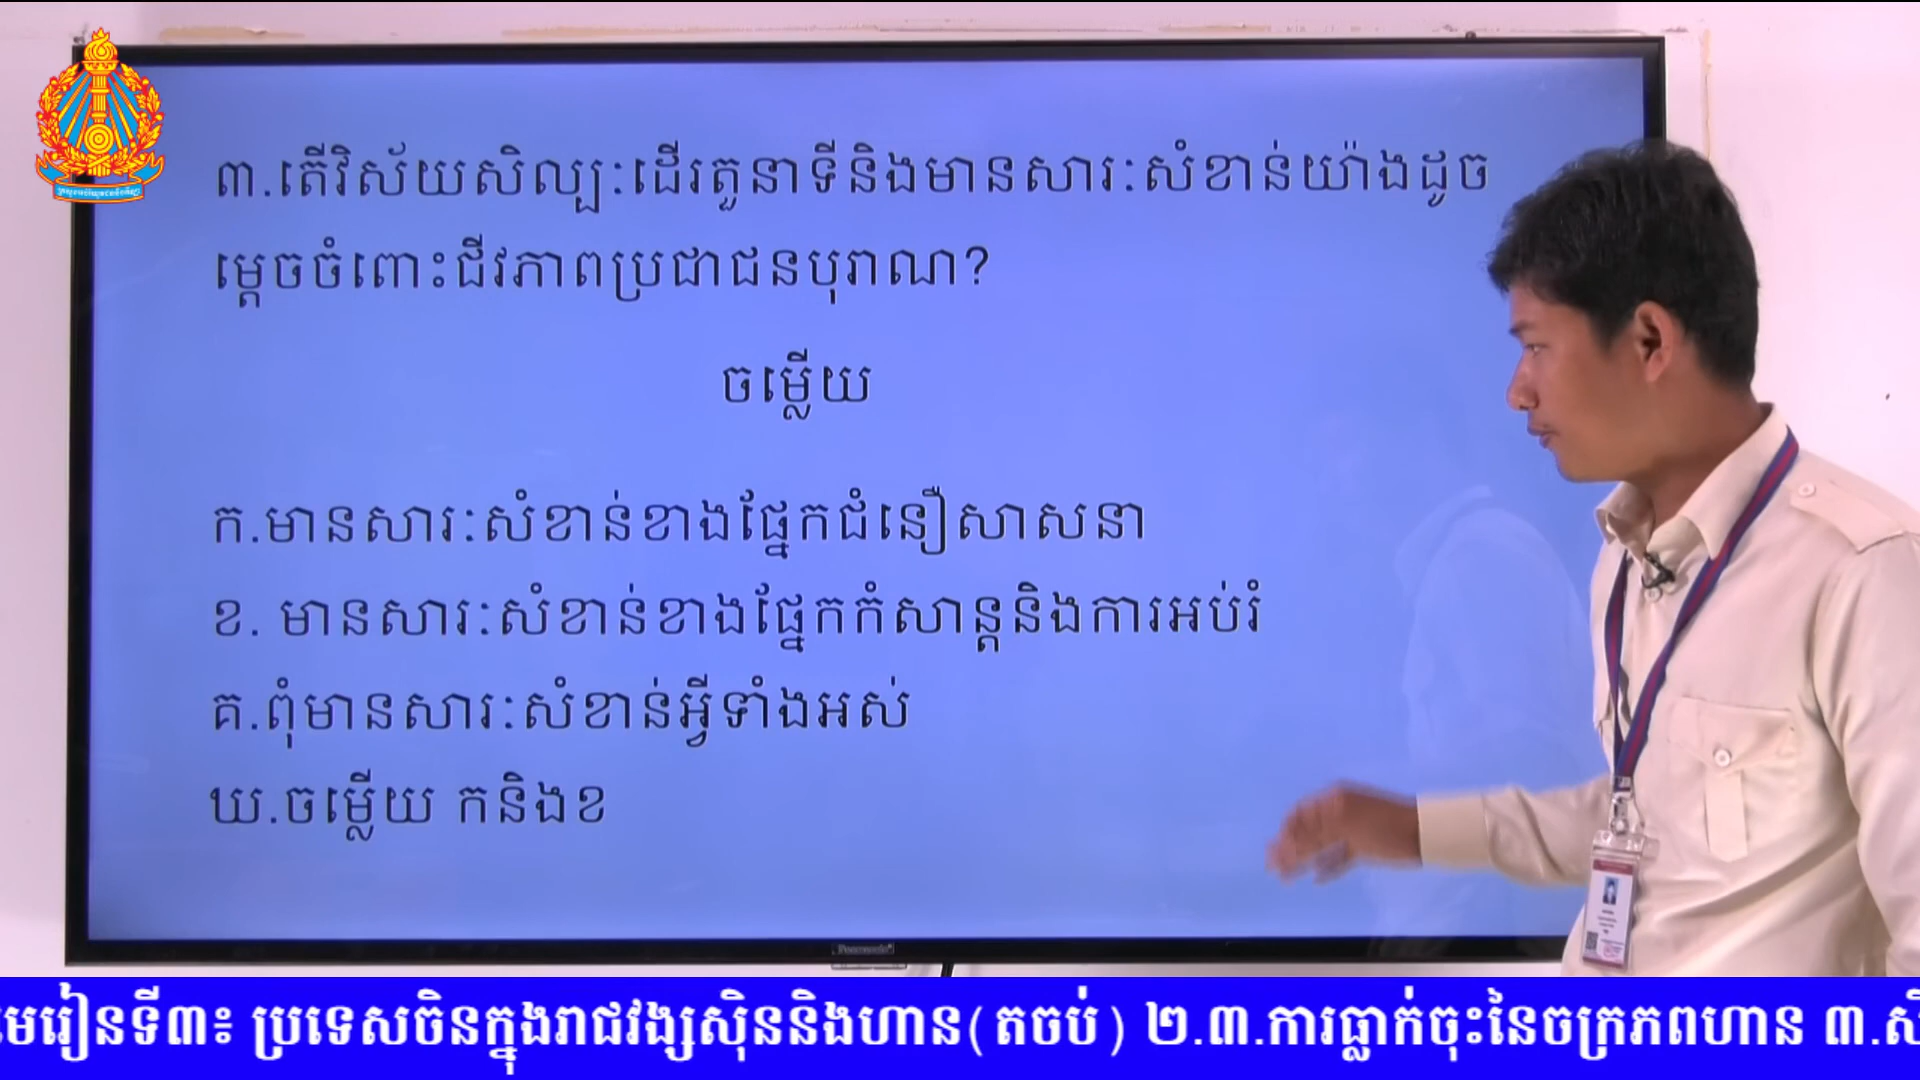 ៣.តើវិស័យសិល្បៈដើរតួនាទីនិងមានសារៈសំខាន់យ៉ាងដូច
ម្ដេចចំពោះជីវភាពប្រជាជនបុរាណ?
ចម្លើយ
ក.មានសារៈសំខាន់ខាងផ្នែកជំនឿសាសនា
ខ. មានសារៈសំខាន់ខាងផ្នែកកំសាន្តនិងការអប់រំ
គ.ពុំមានសារៈសំខាន់អ្វីទាំងអស់
ឃ.ចម្លើយ កនិងខ
មេរៀនទី៣៖ ប្រទេសចិនក្នុងរាជវង្សស៊ិននិងហាន(តចប់) ២.៣.ការធ្លាក់ចុះនៃចក្រភពហាន ៣.សិ